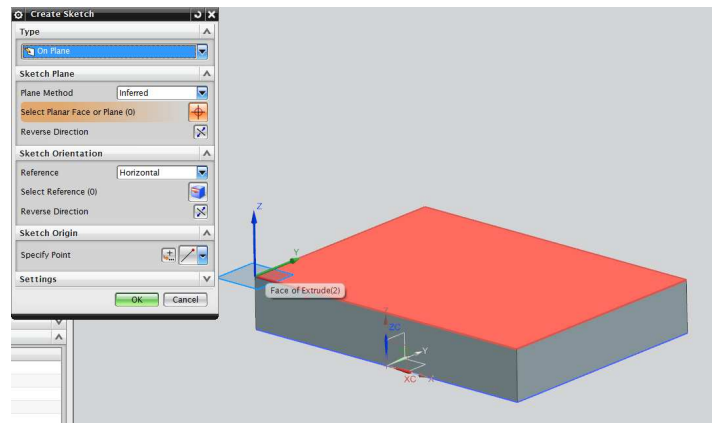 Create Sketch
Type
On Plane
Sketch Plane
Plane Method Inferred
Select Planar Face or Plane (0)
Reverse Direction
Sketch Orientation
Reference Horizontal
Select Reference (0)
Reverse Direction
Sketch Origin
Specify Point
Settings
OK Cancel
Z
Y
Face of Extrude(2)
ZC
Y
XC X